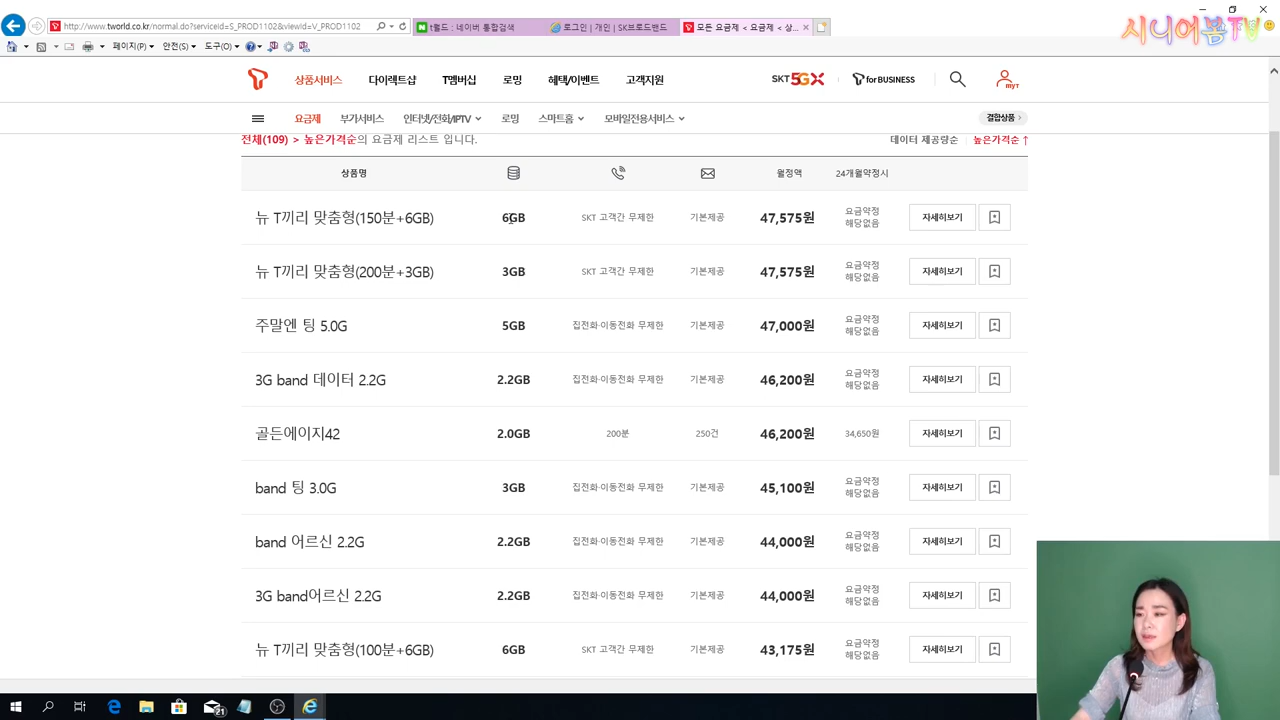 시니어봄TV
http://www.tworld.co.kr/normal.do?serviceId=S_PROD1102&viewId=V_PROD1102
t월드 : 네이버 통합검색
로그인 | 개인 | SK브로드밴드
모든 요금제 < 요금제 < 상...
페이지(P)
안전(S)
도구(O)
상품서비스
다이렉트샵
T멤버십
로밍
혜택/이벤트
고객지원
SKT 5GX
T for BUSINESS
myT
요금제
부가서비스
인터넷/전화/IPTV
로밍
스마트홈
모바일전용서비스
결합상품 >
전체(109) > 높은가격순의 요금제 리스트 입니다.
데이터 제공량순
높은가격순 ↑
상품명
월정액
24개월약정시
뉴 T끼리 맞춤형(150분+6GB) 6GB SKT 고객간 무제한 기본제공 47,575원 요금약정 해당없음 자세히보기
뉴 T끼리 맞춤형(200분+3GB) 3GB SKT 고객간 무제한 기본제공 47,575원 요금약정 해당없음 자세히보기
주말엔 팅 5.0G 5GB 집전화·이동전화 무제한 기본제공 47,000원 요금약정 해당없음 자세히보기
3G band 데이터 2.2G 2.2GB 집전화·이동전화 무제한 기본제공 46,200원 요금약정 해당없음 자세히보기
골든에이지42 2.0GB 200분 250건 46,200원 34,650원 자세히보기
band 팅 3.0G 3GB 집전화·이동전화 무제한 기본제공 45,100원 요금약정 해당없음 자세히보기
band 어르신 2.2G 2.2GB 집전화·이동전화 무제한 기본제공 44,000원 요금약정 해당없음 자세히보기
3G band어르신 2.2G 2.2GB 집전화·이동전화 무제한 기본제공 44,000원 요금약정 해당없음 자세히보기
뉴 T끼리 맞춤형(100분+6GB) 6GB SKT 고객간 무제한 기본제공 43,175원 요금약정 해당없음 자세히보기
21